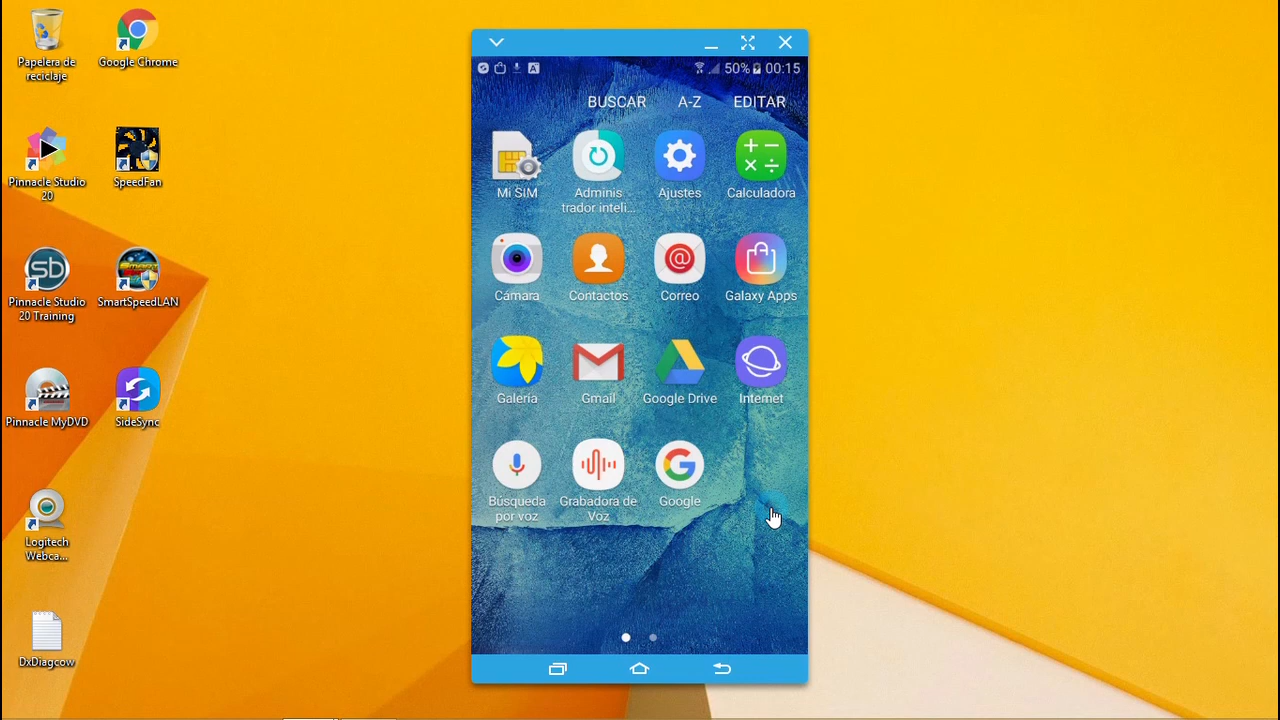 Papelera de
reciclaje
Google Chrome
Pinnacle Studio
20
SpeedFan
sb
Pinnacle Studio
20 Training
SmartSpeedLAN
Pinnacle MyDVD
SideSync
Logitech
Webca...
DxDiagcow
50% 00:15
BUSCAR A-Z EDITAR
Mi SIM
Adminis
trador inteli...
Ajustes
Calculadora
Cámara
Contactos
Correo
Galaxy Apps
Galería
Gmail
Google Drive
Internet
Búsqueda
por voz
Grabadora de
Voz
Google